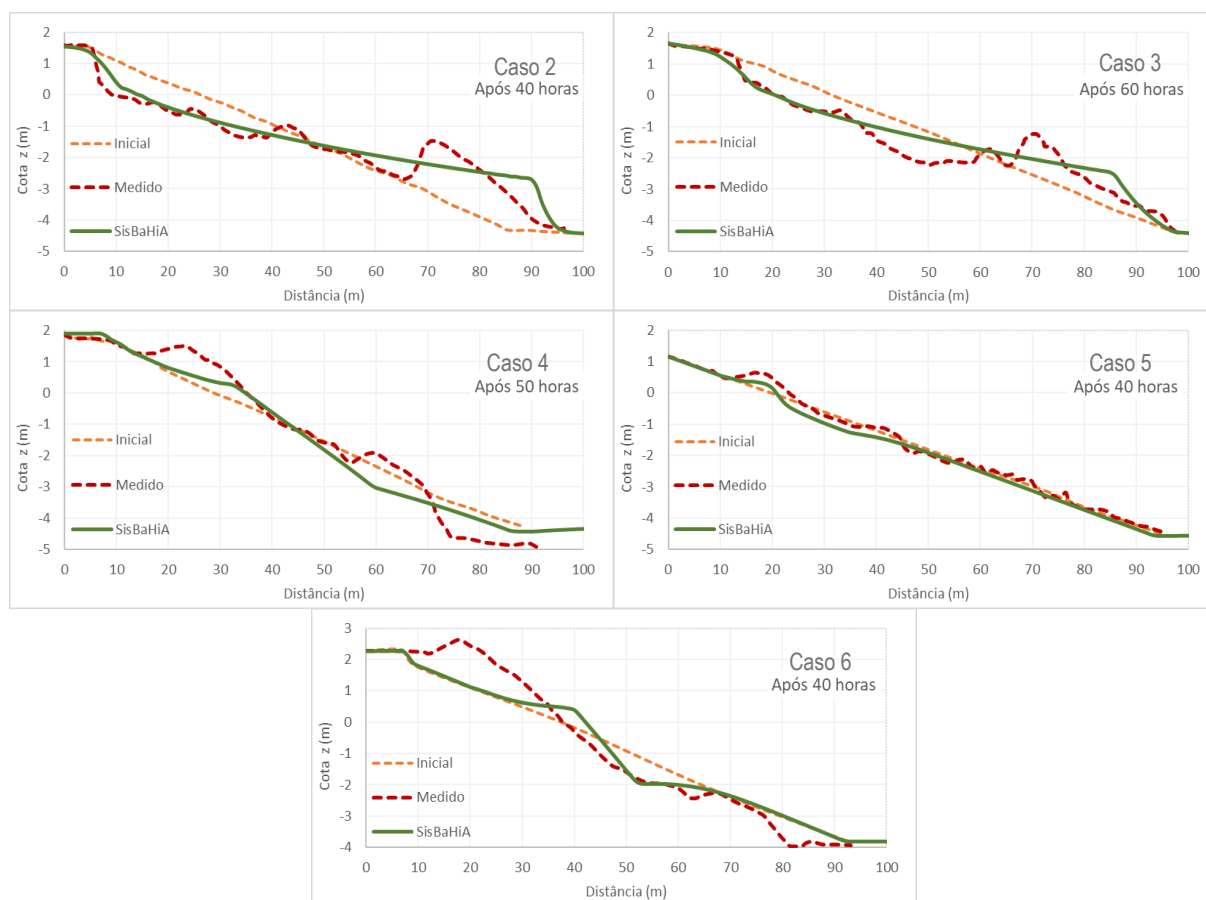 Caso 2
Após 40 horas
Cota z (m)
2
1
0
-1
-2
-3
-4
-5
Inicial
Medido
SisBaHiA
0 10 20 30 40 50 60 70 80 90 100
Distância (m)
Caso 3
Após 60 horas
Cota z (m)
2
1
0
-1
-2
-3
-4
-5
Inicial
Medido
SisBaHiA
0 10 20 30 40 50 60 70 80 90 100
Distância (m)
Caso 4
Após 50 horas
Cota z (m)
2
1
0
-1
-2
-3
-4
-5
Inicial
Medido
SisBaHiA
0 10 20 30 40 50 60 70 80 90 100
Distância (m)
Caso 5
Após 40 horas
Cota z (m)
2
1
0
-1
-2
-3
-4
-5
Inicial
Medido
SisBaHiA
0 10 20 30 40 50 60 70 80 90 100
Distância (m)
Caso 6
Após 40 horas
Cota z (m)
3
2
1
0
-1
-2
-3
-4
Inicial
Medido
SisBaHiA
0 10 20 30 40 50 60 70 80 90 100
Distância (m)